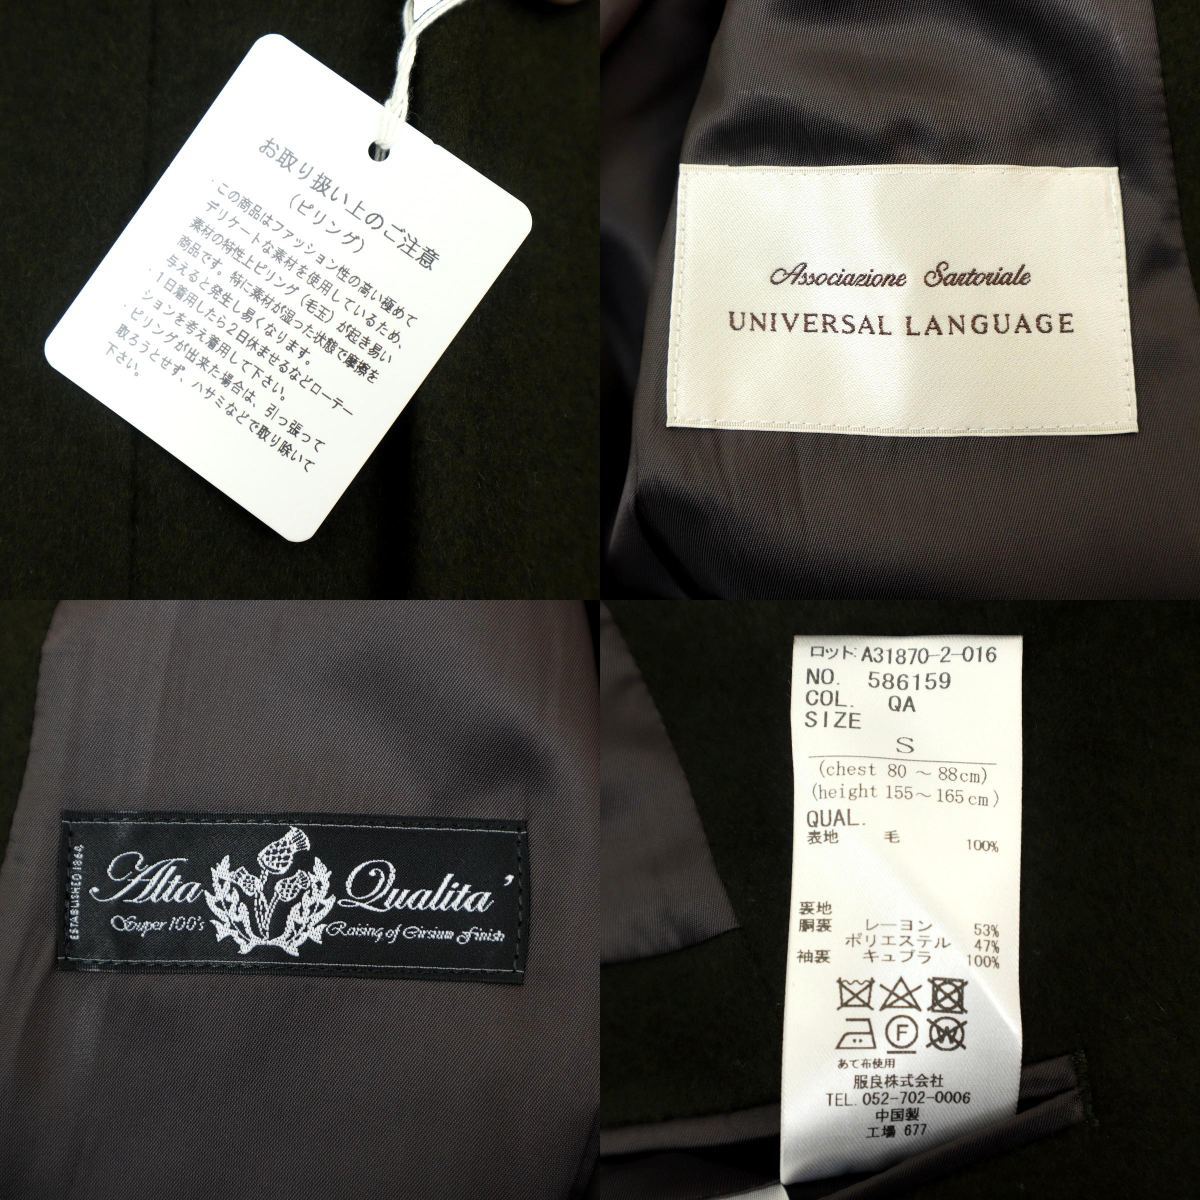 お取り扱い上のご注意
(ピリング)
・この商品はファッション性の高い極めて
デリケートな素材を使用しているため、
素材の特性上ピリング(毛玉)が起き易い
商品です。特に素材が湿った状態で摩擦を
与えると発生し易くなります。
・1日着用したら2日休ませるなどローテー
ションを考え着用して下さい。
・ピリングが出来た場合は、引っ張って
取ろうとせず、ハサミなどで取り除いて
下さい。
Associazione Sartoriale
UNIVERSAL LANGUAGE
ESTABLISHED 1864
Alta Qualita'
Super 100's Raising of Cirsium Finish
ロット:A31870-2-016
NO. 586159
COL. QA
SIZE
S
(chest 80～88cm)
(height 155～165cm)
QUAL.
表地 毛 100%
裏地
胴裏 レーヨン 53%
ポリエステル 47%
袖裏 キュプラ 100%
F W
あて布使用
服良株式会社
TEL. 052-702-0006
中国製
工場 677